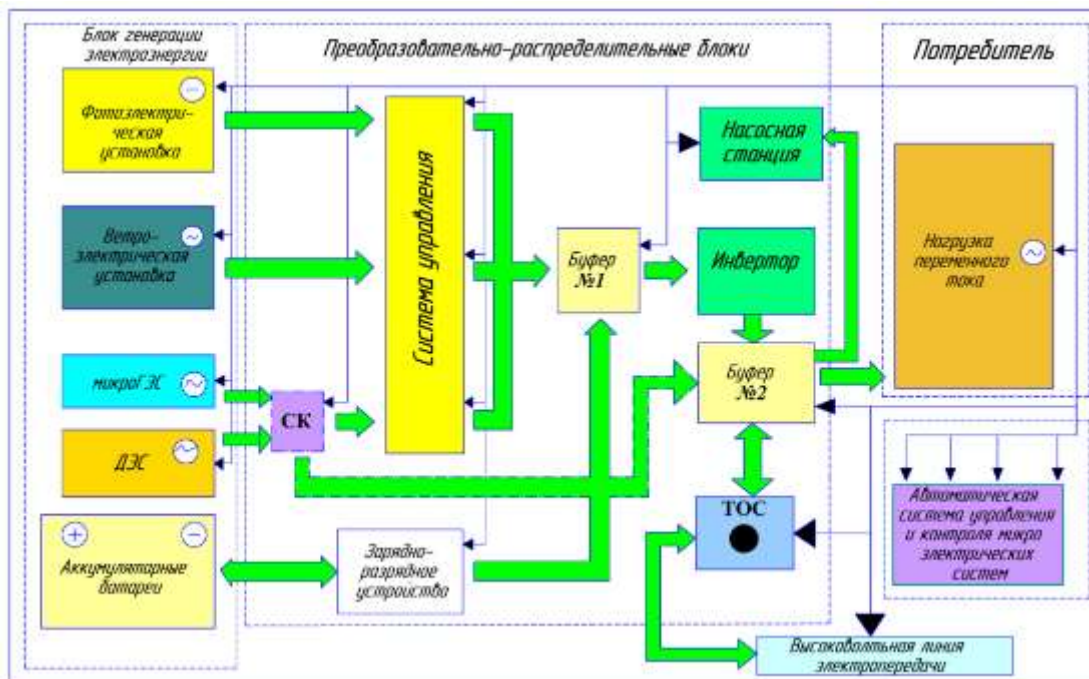 Блок генерации
электроэнергии
Преобразовательно-распределительные блоки
Потребитель
Фотоэлектри-
ческая
установка
Ветро-
электрическая
установка
микроГЭС
ДЭС
Аккумуляторные
батареи
СК
Система управления
Зарядно-
разрядное
устройство
Буфер
№1
Насосная
станция
Инвертор
Буфер
№2
ТОС
Нагрузка
переменного
тока
Автоматическая
система управления
и контроля микро
электрических
систем
Высоковолтьная линия
электропередачи